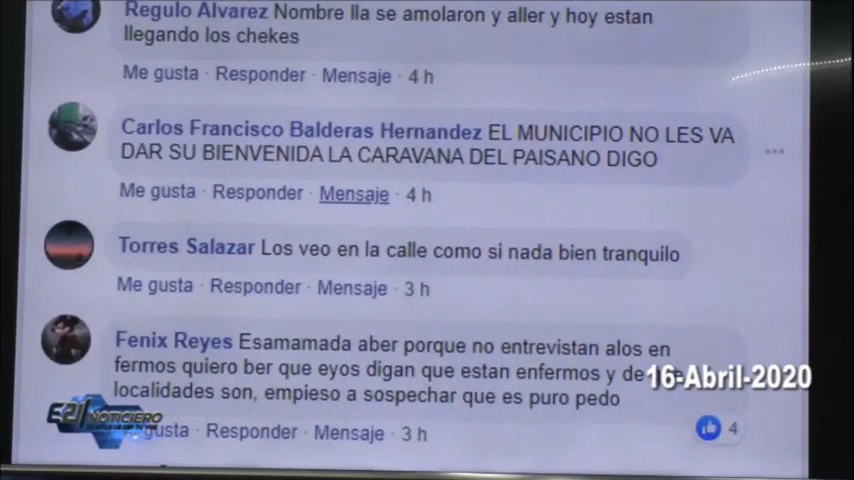 Regulo Alvarez Nombre lla se amolaron y aller y hoy estan
llegando los chekes
Me gusta · Responder · Mensaje · 4 h
Carlos Francisco Balderas Hernandez EL MUNICIPIO NO LES VA
DAR SU BIENVENIDA LA CARAVANA DEL PAISANO DIGO
Me gusta · Responder · Mensaje · 4 h
Torres Salazar Los veo en la calle como si nada bien tranquilo
Me gusta · Responder · Mensaje · 3 h
Fenix Reyes Esamamada aber porque no entrevistan alos en
fermos quiero ber que eyos digan que estan enfermos y de
16-Abril-2020
localidades son, empieso a sospechar que es puro pedo
NOTICIERO
gusta · Responder · Mensaje · 3 h
4